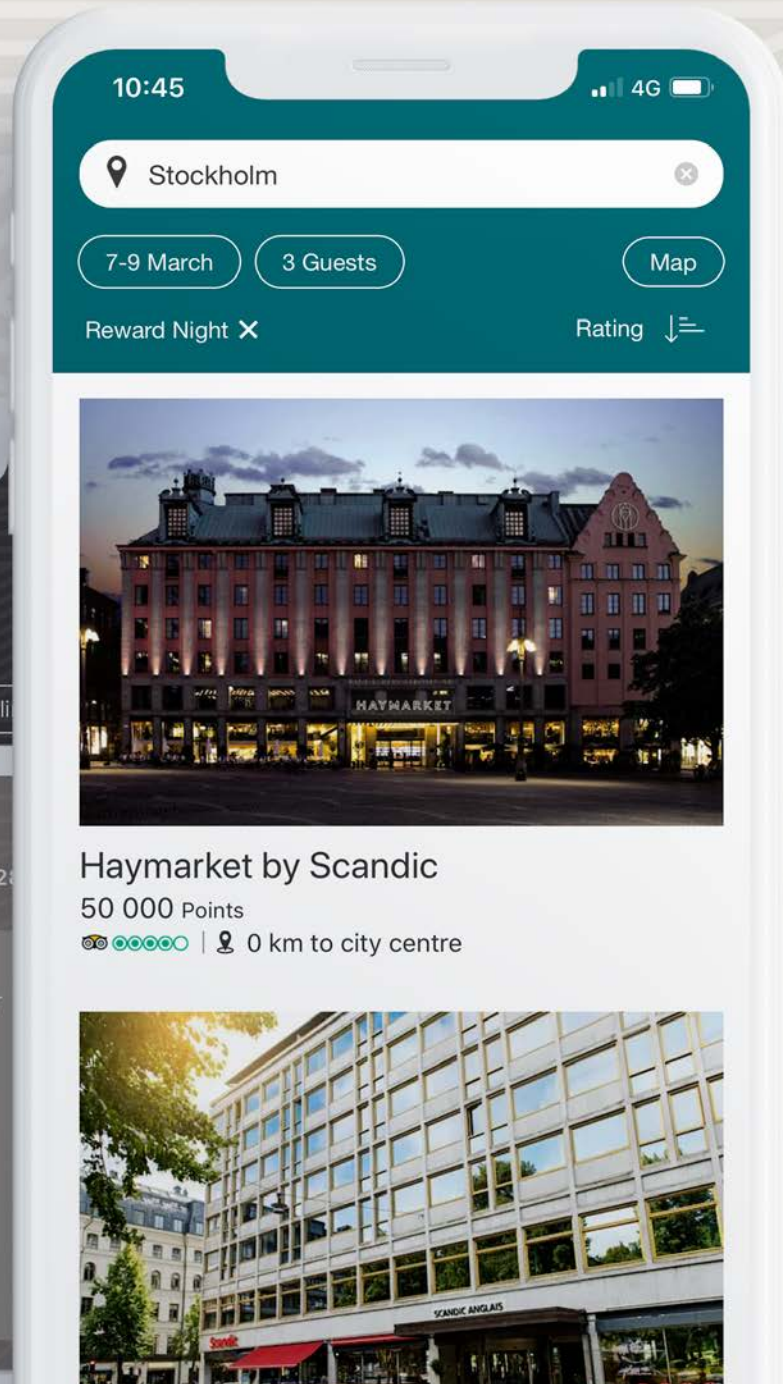 10:45
4G
Stockholm
7-9 March
3 Guests
Map
Reward Night
Rating
HAYMARKET
Haymarket by Scandic
50 000 Points
0 km to city centre
SCANDIC ANGLAIS
Scandic